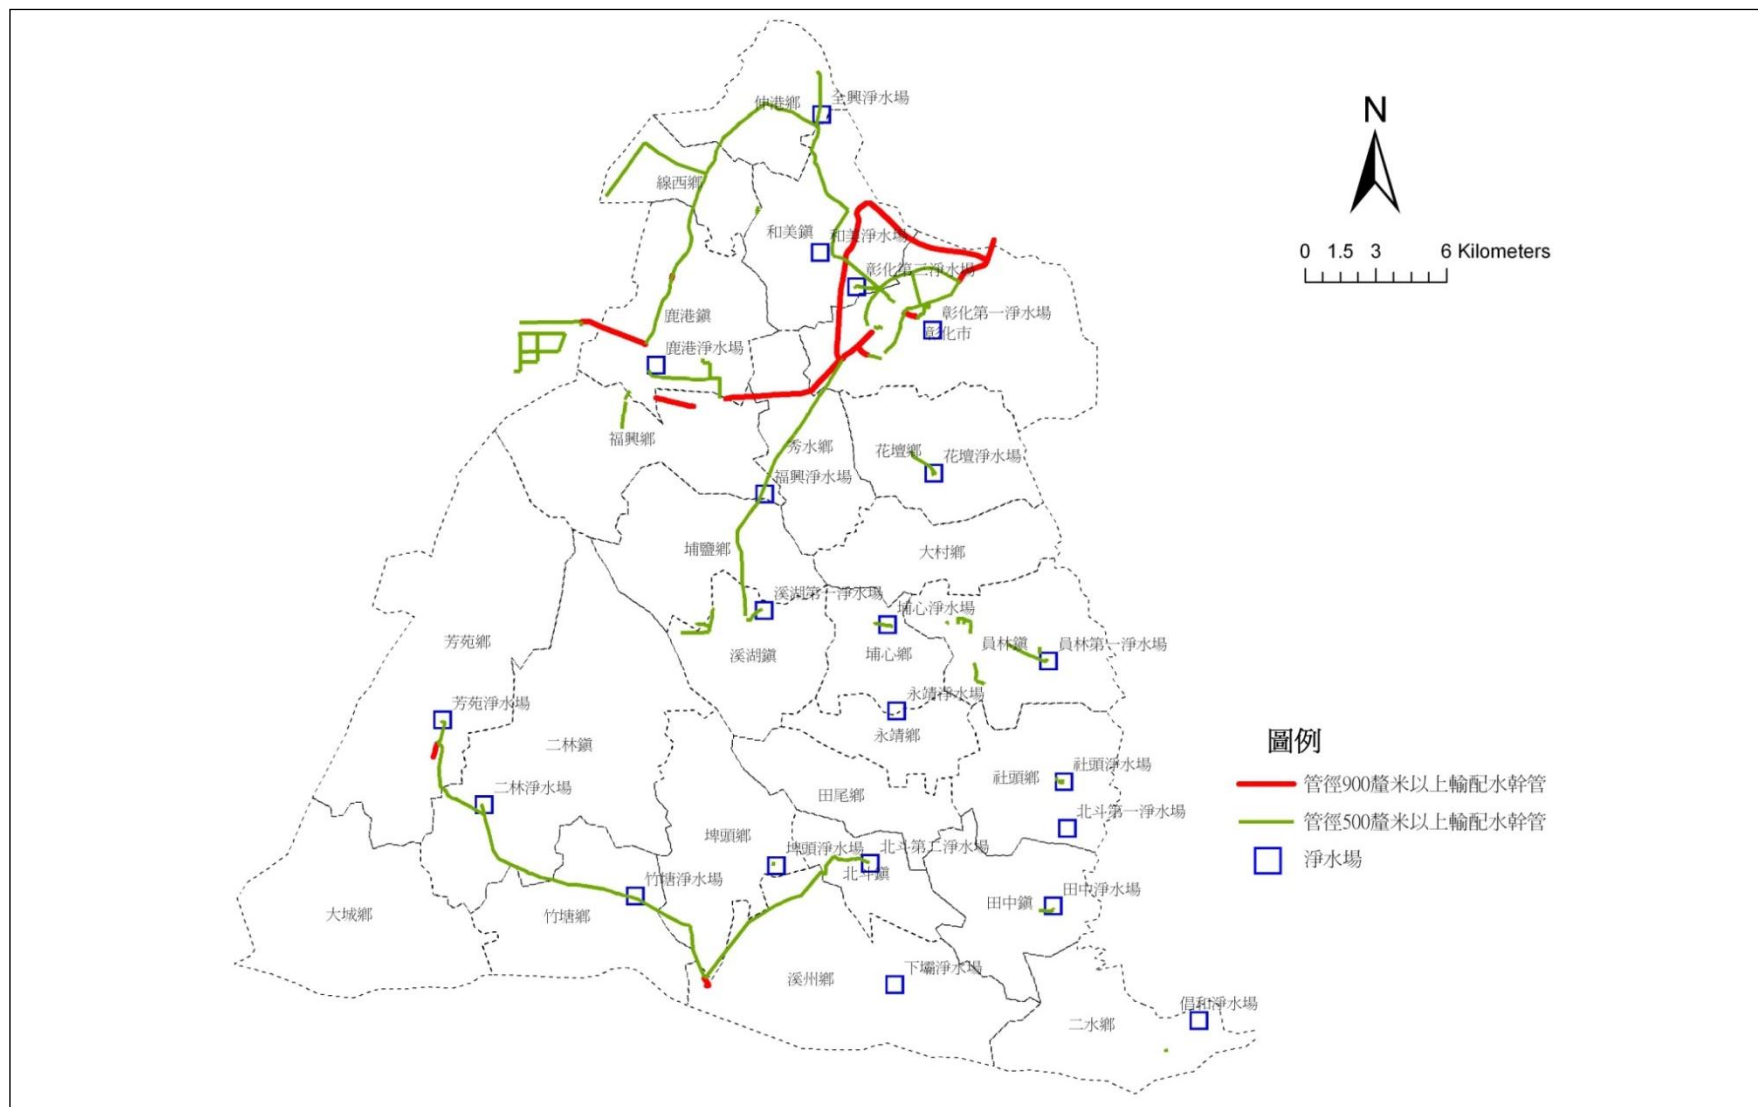 全興淨水場
伸港鄉
N
線西鄉
和美鎮
和美淨水場
0 1.5 3 6 Kilometers
彰化第三淨水場
鹿港鎮
彰化第一淨水場
彰化市
鹿港淨水場
福興鄉
秀水鄉
花壇鄉
花壇淨水場
福興淨水場
埔鹽鄉
大村鄉
溪湖第一淨水場
埔心淨水場
芳苑鄉
員林鎮
員林第一淨水場
溪湖鎮
埔心鄉
芳苑淨水場
永靖淨水場
永靖鄉
二林鎮
圖例
社頭鄉
社頭淨水場
管徑900釐米以上輸配水幹管
二林淨水場
田尾鄉
北斗第一淨水場
管徑500釐米以上輸配水幹管
埤頭鄉
埤頭淨水場
北斗第二淨水場
淨水場
北斗鎮
竹塘淨水場
田中淨水場
田中鎮
大城鄉
竹塘鄉
下壩淨水場
溪州鄉
倡和淨水場
二水鄉